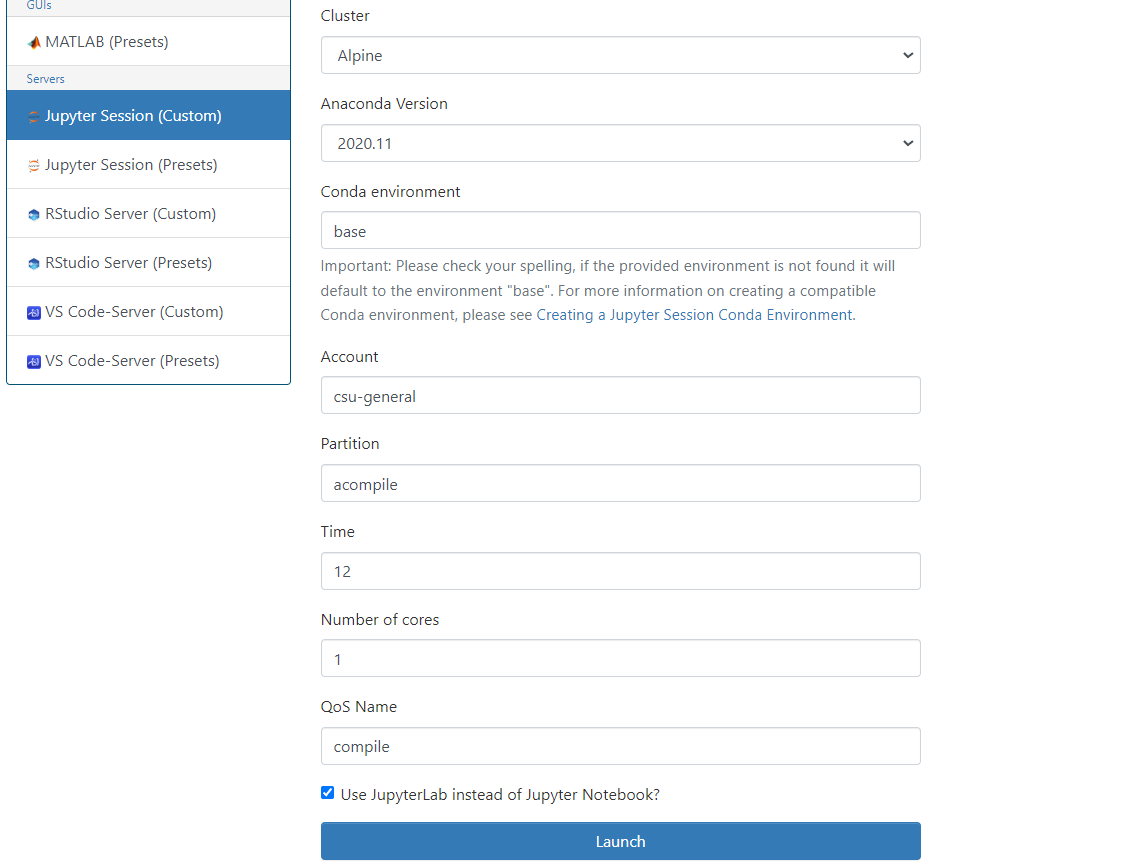 GUIs
MATLAB (Presets)
Servers
Jupyter Session (Custom)
Jupyter Session (Presets)
RStudio Server (Custom)
RStudio Server (Presets)
VS Code-Server (Custom)
VS Code-Server (Presets)
Cluster
Alpine
Anaconda Version
2020.11
Conda environment
base
Important: Please check your spelling, if the provided environment is not found it will
default to the environment "base". For more information on creating a compatible
Conda environment, please see Creating a Jupyter Session Conda Environment.
Account
csu-general
Partition
acompile
Time
12
Number of cores
1
QoS Name
compile
Use JupyterLab instead of Jupyter Notebook?
Launch